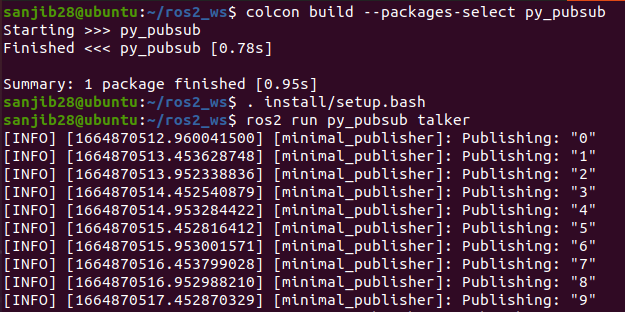 sanjib28@ubuntu:~/ros2_ws$ colcon build --packages-select py_pubsub
Starting >>> py_pubsub
Finished <<< py_pubsub [0.78s]
Summary: 1 package finished [0.95s]
sanjib28@ubuntu:~/ros2_ws$ . install/setup.bash
sanjib28@ubuntu:~/ros2_ws$ ros2 run py_pubsub talker
[INFO] [1664870512.960041500] [minimal_publisher]: Publishing: "0"
[INFO] [1664870513.453628748] [minimal_publisher]: Publishing: "1"
[INFO] [1664870513.952338836] [minimal_publisher]: Publishing: "2"
[INFO] [1664870514.452540879] [minimal_publisher]: Publishing: "3"
[INFO] [1664870514.953284422] [minimal_publisher]: Publishing: "4"
[INFO] [1664870515.452816412] [minimal_publisher]: Publishing: "5"
[INFO] [1664870515.953001571] [minimal_publisher]: Publishing: "6"
[INFO] [1664870516.453799028] [minimal_publisher]: Publishing: "7"
[INFO] [1664870516.952988210] [minimal_publisher]: Publishing: "8"
[INFO] [1664870517.452870329] [minimal_publisher]: Publishing: "9"